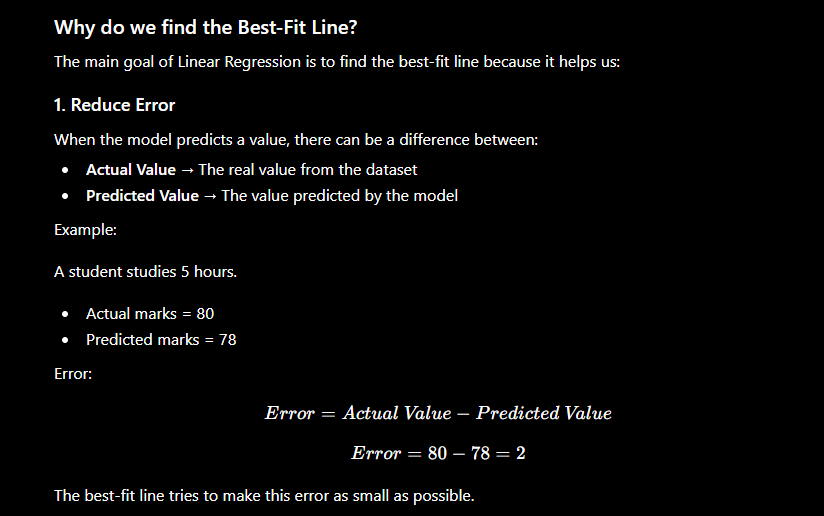 Why do we find the Best-Fit Line?
The main goal of Linear Regression is to find the best-fit line because it helps us:
1. Reduce Error
When the model predicts a value, there can be a difference between:
• Actual Value → The real value from the dataset
• Predicted Value → The value predicted by the model
Example:
A student studies 5 hours.
• Actual marks = 80
• Predicted marks = 78
Error:
Error = Actual Value − Predicted Value
Error = 80 − 78 = 2
The best-fit line tries to make this error as small as possible.